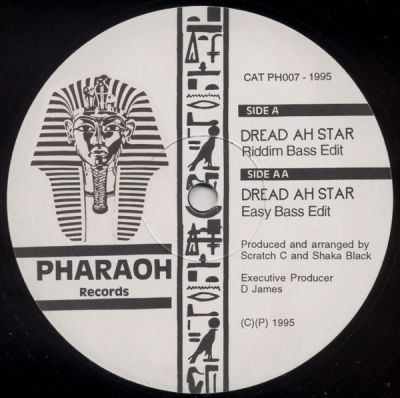 CAT PH007 - 1995
SIDE A
DREAD AH STAR
Riddim Bass Edit
SIDE A A
DREAD AH STAR
Easy Bass Edit
Produced and arranged by
Scratch C and Shaka Black
Executive Producer
D James
(C)(P) 1995
PHARAOH
Records